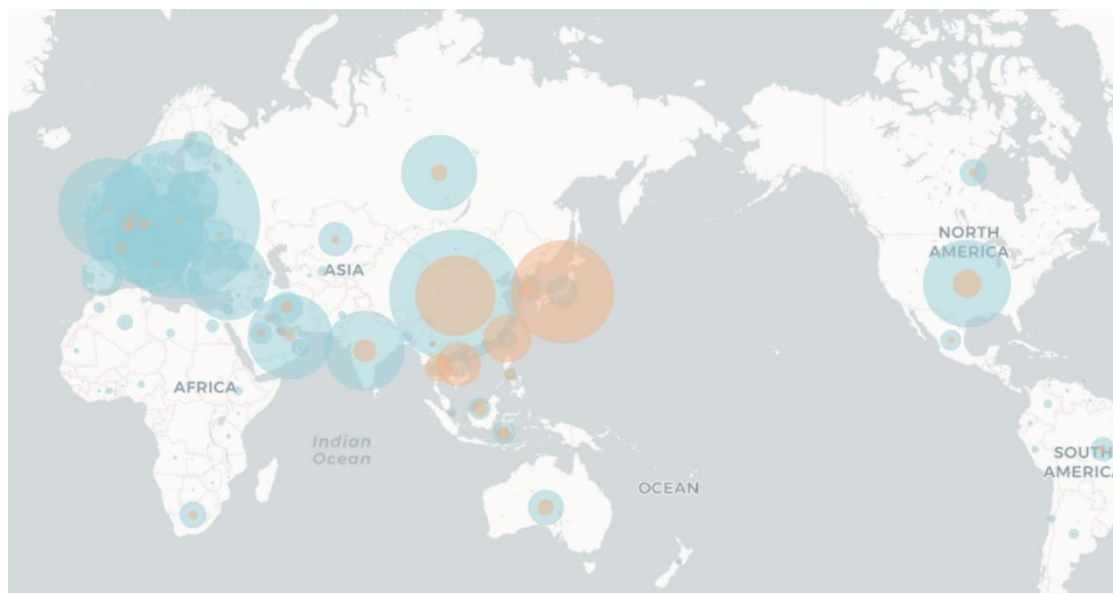 NORTH
AMERICA
ASIA
AFRICA
Indian
Ocean
SOUTH
AMERICA
OCEAN